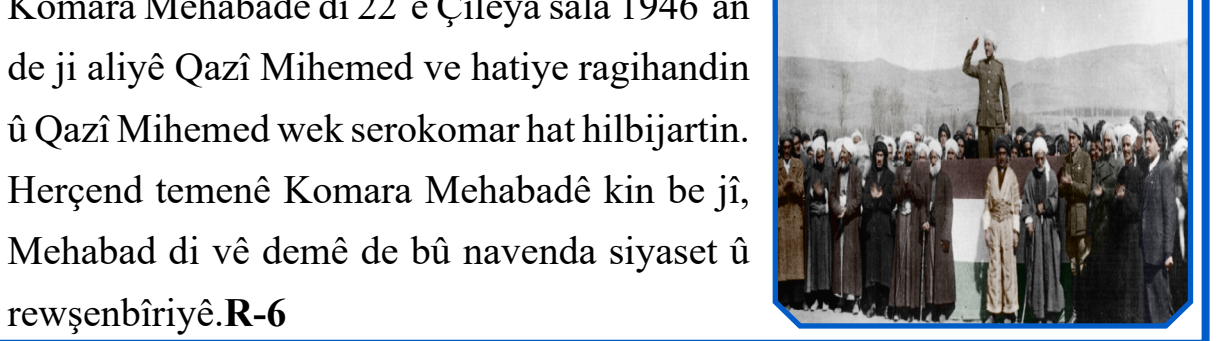 Komara Mehabadê di 22'ê Çileya sala 1946'an
de ji aliyê Qazî Mihemed ve hatiye ragihandin
û Qazî Mihemed wek serokomar hat hilbijartin.
Herçend temenê Komara Mehabadê kin be jî,
Mehabad di vê demê de bû navenda siyaset û
rewşenbîriyê.R-6